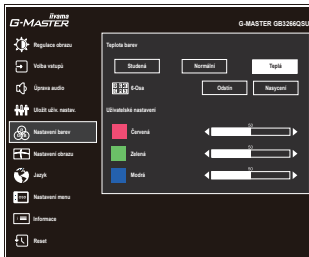 iiyama
G-MASTER
G-MASTER GB3266QSU
Regulace obrazu
Volba vstupů
Úprava audio
Uložit uživ. nastav.
Nastavení barev
Nastavení obrazu
Jazyk
Nastavení menu
Informace
Reset
Teplota barev
Studená Normální Teplá
6-Osa Odstín Nasycení
Uživatelské nastavení
Červená 50
Zelená 50
Modrá 50